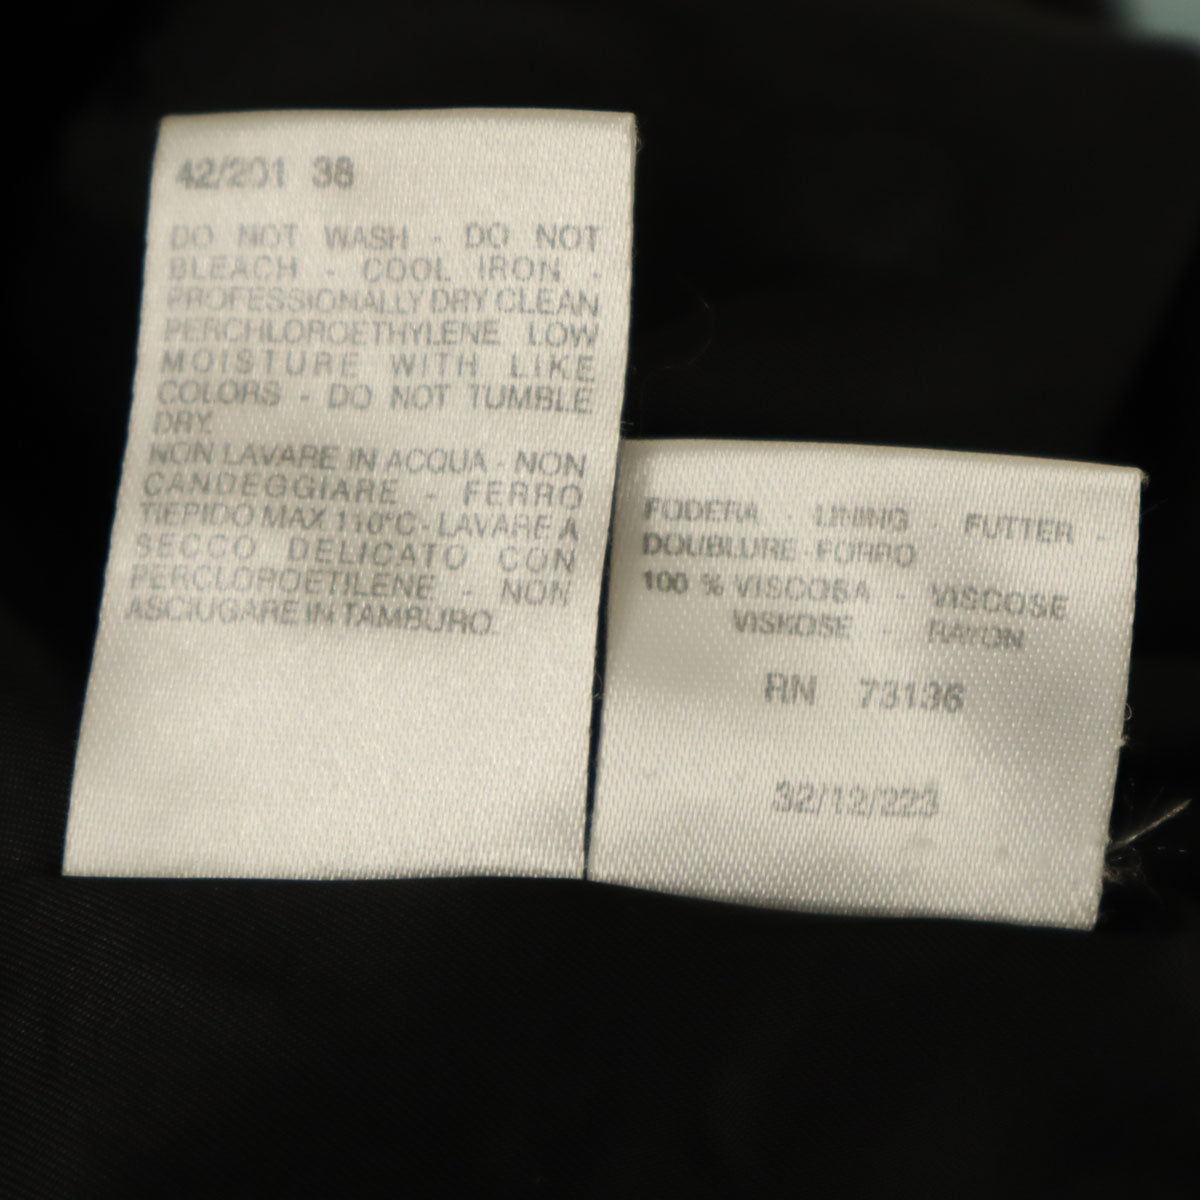 42/201 38
DO NOT WASH - DO NOT
BLEACH - COOL IRON -
PROFESSIONALLY DRY CLEAN
PERCHLOROETHYLENE LOW
MOISTURE WITH LIKE
COLORS - DO NOT TUMBLE
DRY.
NON LAVARE IN ACQUA - NON
CANDEGGIARE - FERRO
TIEPIDO MAX 110°C - LAVARE A
SECCO DELICATO CON
PERCLOROETILENE - NON
ASCIUGARE IN TAMBURO.
FODERA - LINING - FUTTER -
DOUBLURE - FORRO
100 % VISCOSA - VISCOSE
VISKOSE - RAYON
RN 73136
32/12/223